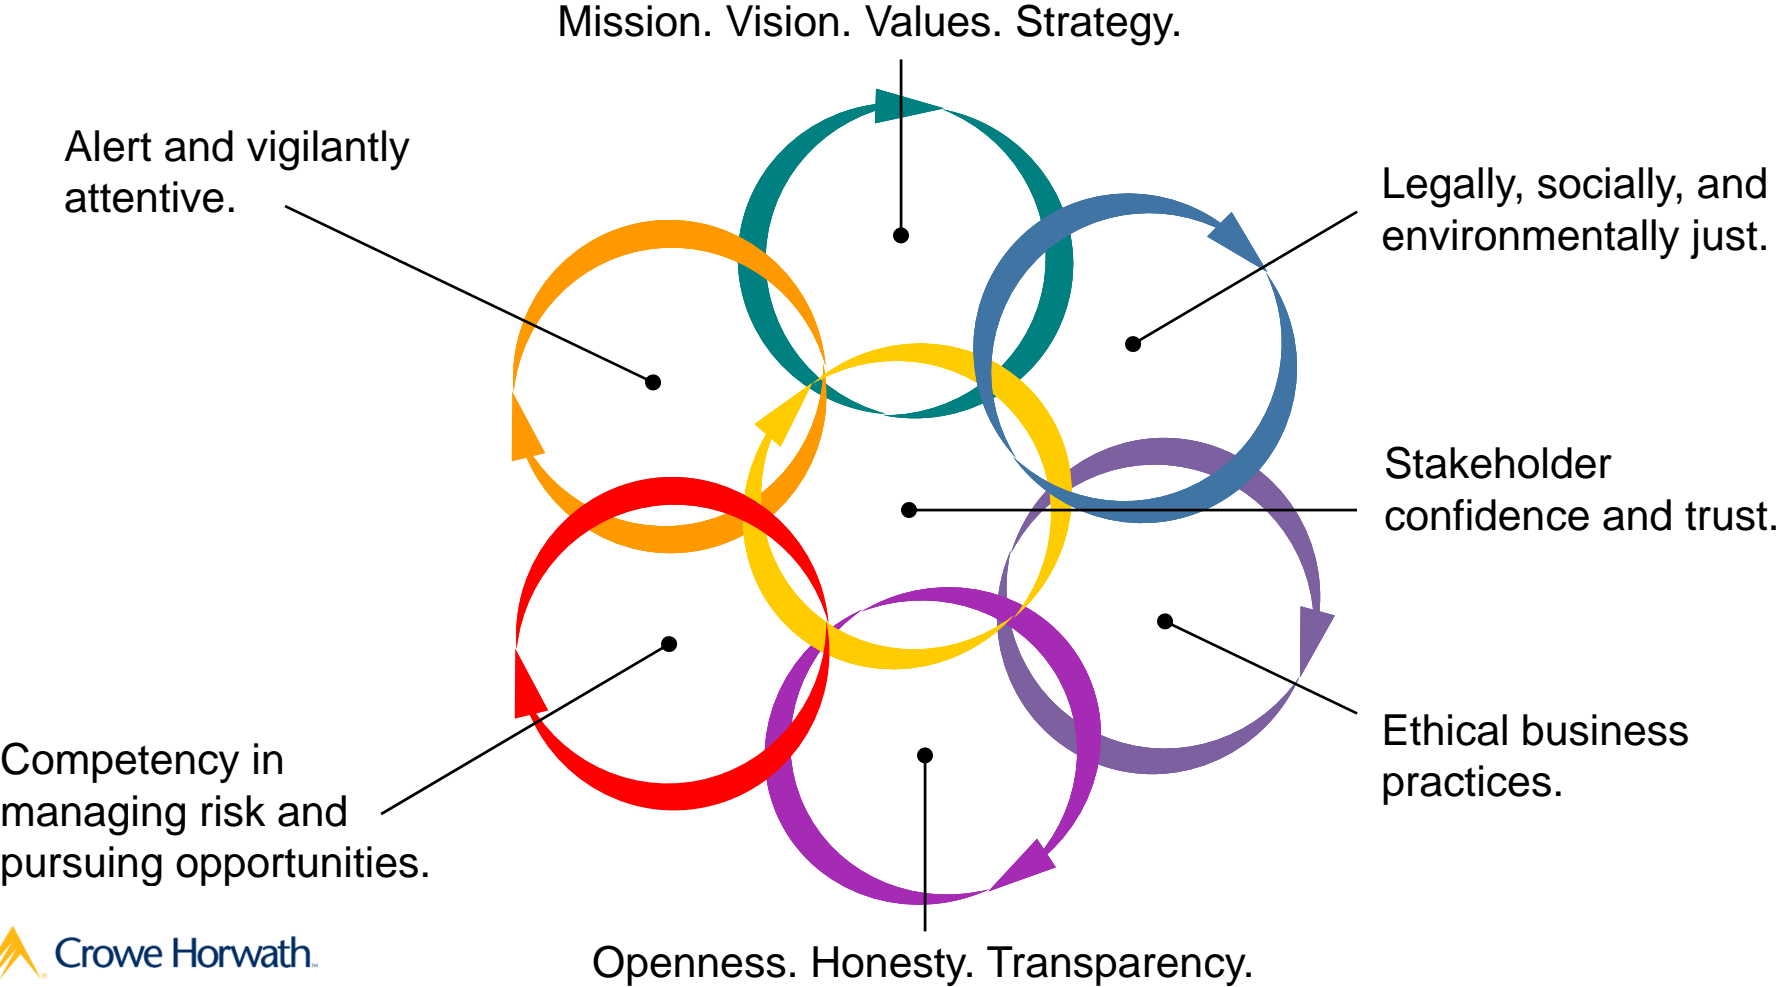 Mission. Vision. Values. Strategy.
Alert and vigilantly
attentive.
Legally, socially, and
environmentally just.
Stakeholder
confidence and trust.
Ethical business
practices.
Competency in
managing risk and
pursuing opportunities.
Openness. Honesty. Transparency.
Crowe Horwath™